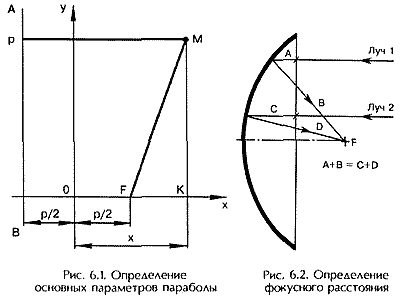 A
y
P
M
Луч 1
A
B
C
Луч 2
D
F
A+B = C+D
0
F
K
x
B
p/2
p/2
x
Рис. 6.1. Определение
основных параметров параболы
Рис. 6.2. Определение
фокусного расстояния